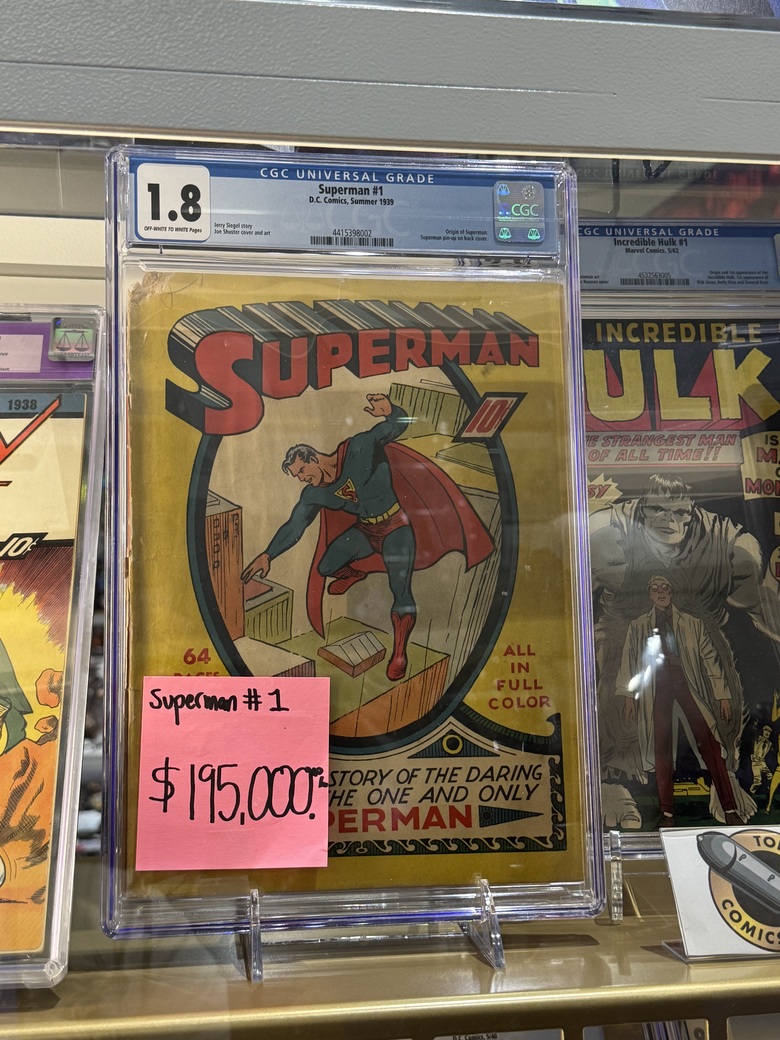 CGC UNIVERSAL GRADE
1.8
OFF-WHITE TO WHITE Pages
Superman #1
D.C. Comics, Summer 1939
Jerry Siegel story
Joe Shuster cover and art
4415398002
Origin of Superman.
Superman pin-up on back cover.
CGC
SUPERMAN
10¢
64
PAGES
ALL
IN
FULL
COLOR
STORY OF THE DARING
THE ONE AND ONLY
PERMAN
Superman #1
$195,000.00
1938
10¢
CGC UNIVERSAL GRADE
Incredible Hulk #1
Marvel Comics, 5/62
4532563005
INCREDIBLE
ULK
STRANGEST MAN
OF ALL TIME!!
IS
COMICS